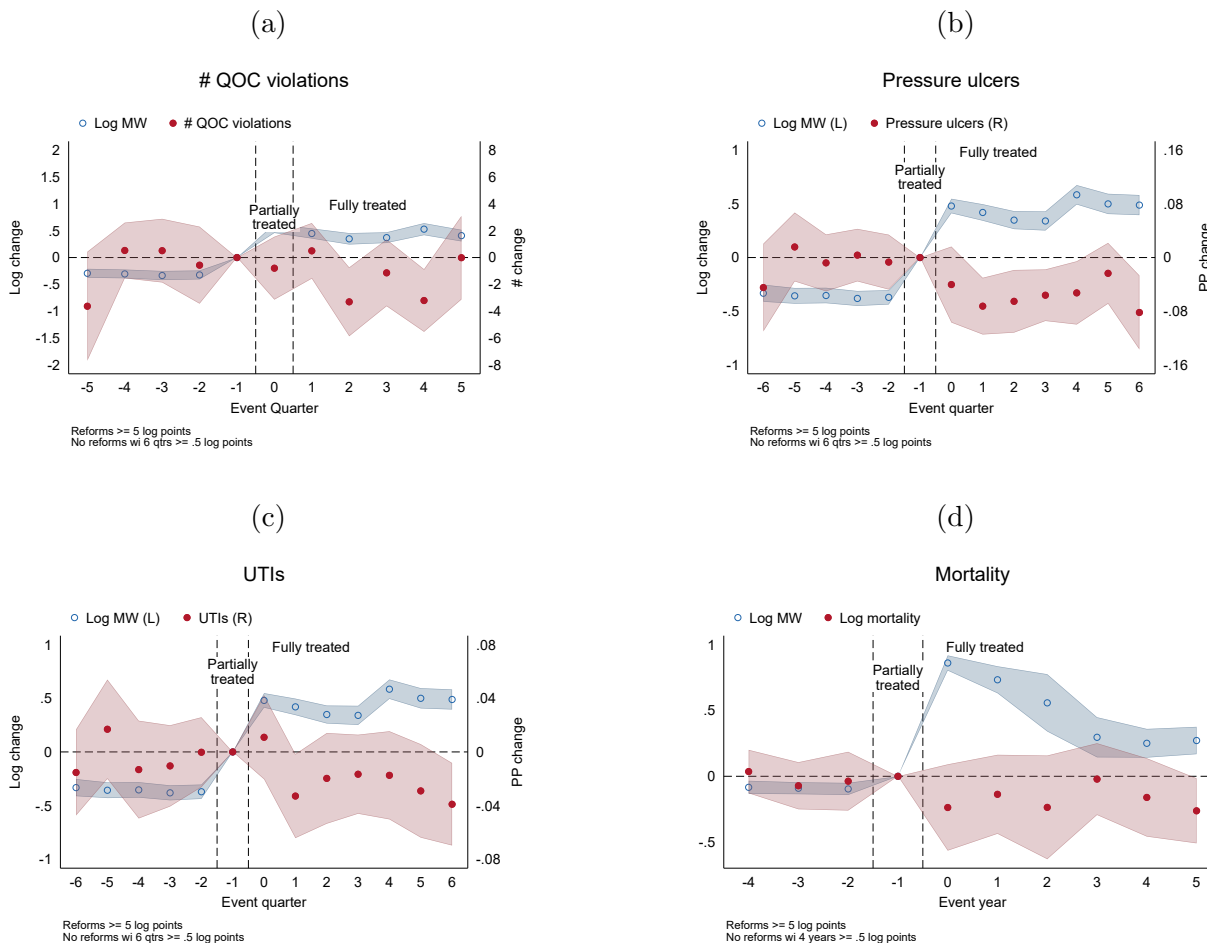 (a)
# QOC violations
Log MW
# QOC violations
2
1.5
1
.5
0
-.5
-1
-1.5
-2
Log change
8
6
4
2
0
-2
-4
-6
-8
# change
Partially
treated
Fully treated
-5 -4 -3 -2 -1 0 1 2 3 4 5
Event Quarter
Reforms >= 5 log points
No reforms wi 6 qtrs >= .5 log points
(b)
Pressure ulcers
Log MW (L)
Pressure ulcers (R)
1
.5
0
-.5
-1
Log change
.16
.08
0
-.08
-.16
PP change
Partially
treated
Fully treated
-6 -5 -4 -3 -2 -1 0 1 2 3 4 5 6
Event quarter
Reforms >= 5 log points
No reforms wi 6 qtrs >= .5 log points
(c)
UTIs
Log MW (L)
UTIs (R)
1
.5
0
-.5
-1
Log change
.08
.04
0
-.04
-.08
PP change
Partially
treated
Fully treated
-6 -5 -4 -3 -2 -1 0 1 2 3 4 5 6
Event quarter
Reforms >= 5 log points
No reforms wi 6 qtrs >= .5 log points
(d)
Mortality
Log MW
Log mortality
1
.5
0
-.5
Log change
Partially
treated
Fully treated
-4 -3 -2 -1 0 1 2 3 4 5
Event year
Reforms >= 5 log points
No reforms wi 4 years >= .5 log points